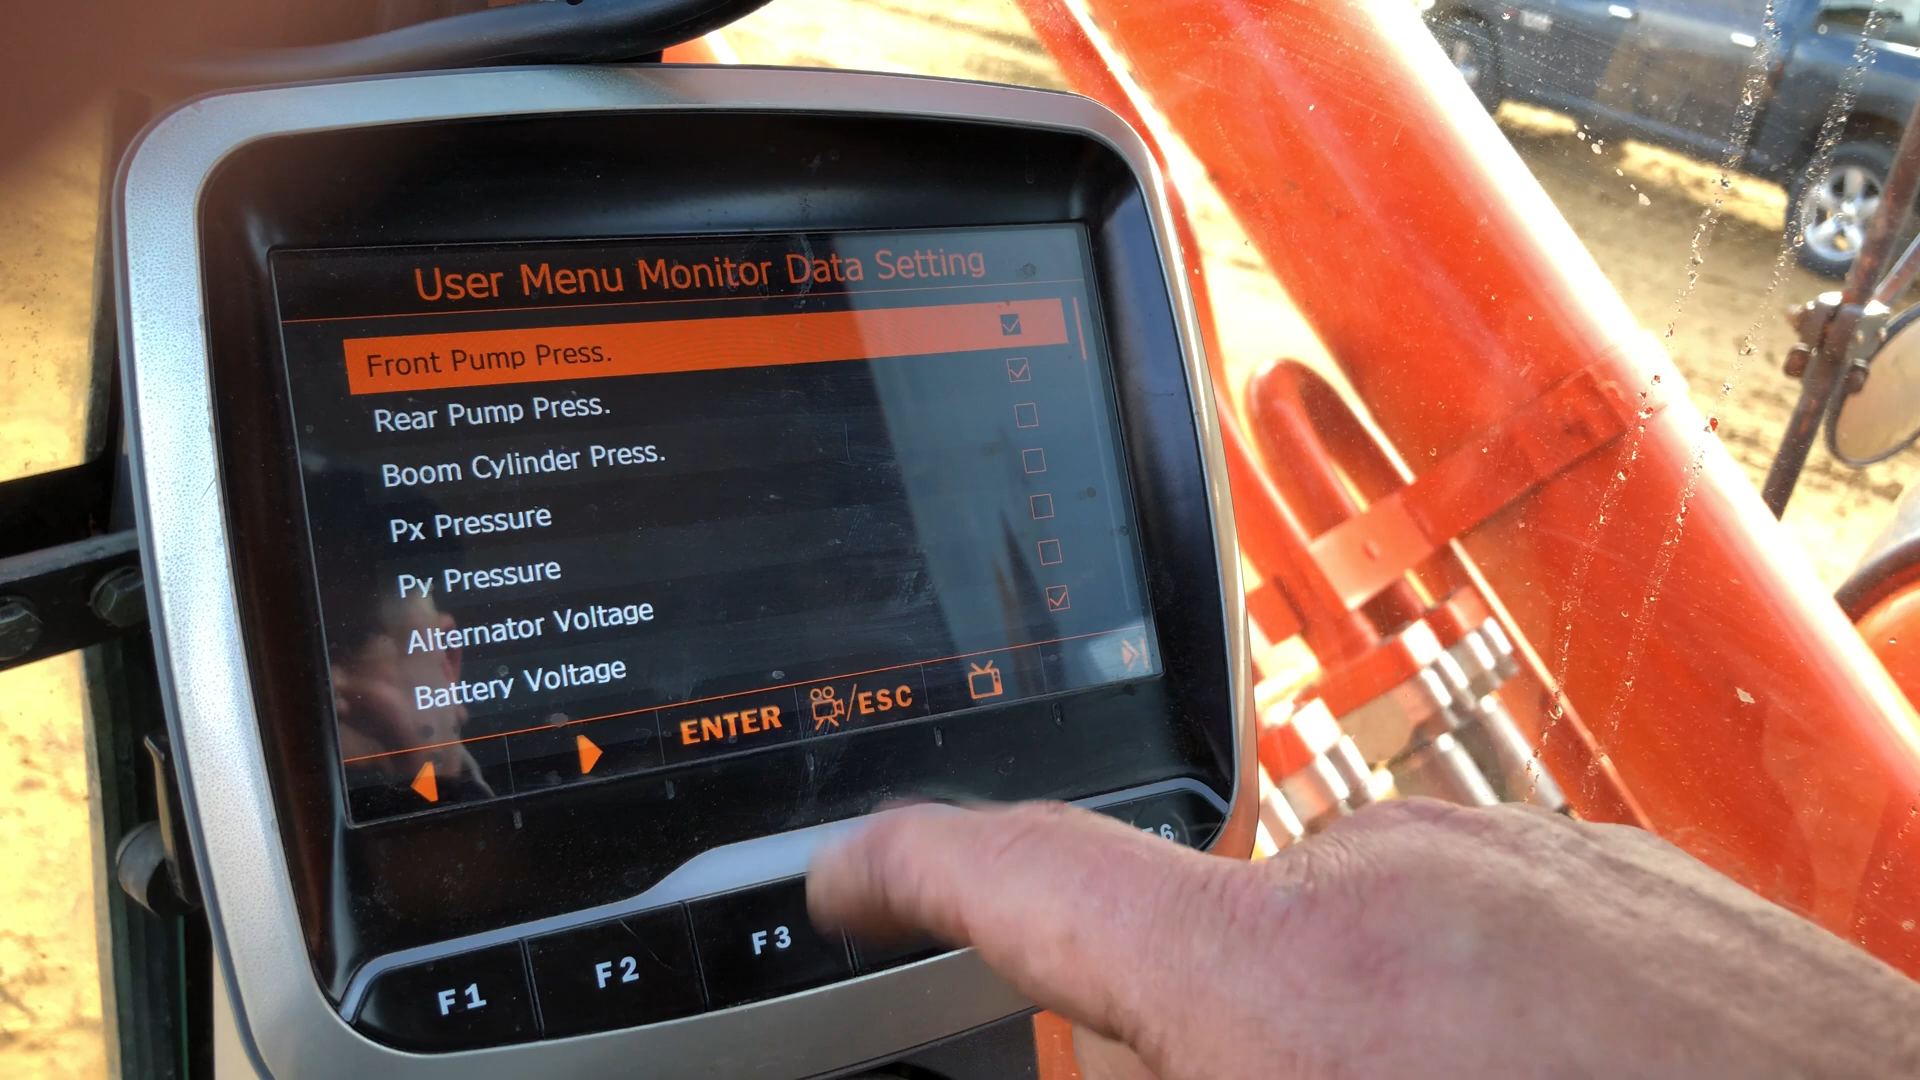 User Menu Monitor Data Setting
Front Pump Press.
Rear Pump Press.
Boom Cylinder Press.
Px Pressure
Py Pressure
Alternator Voltage
Battery Voltage
ENTER /ESC
F1 F2 F3 F6